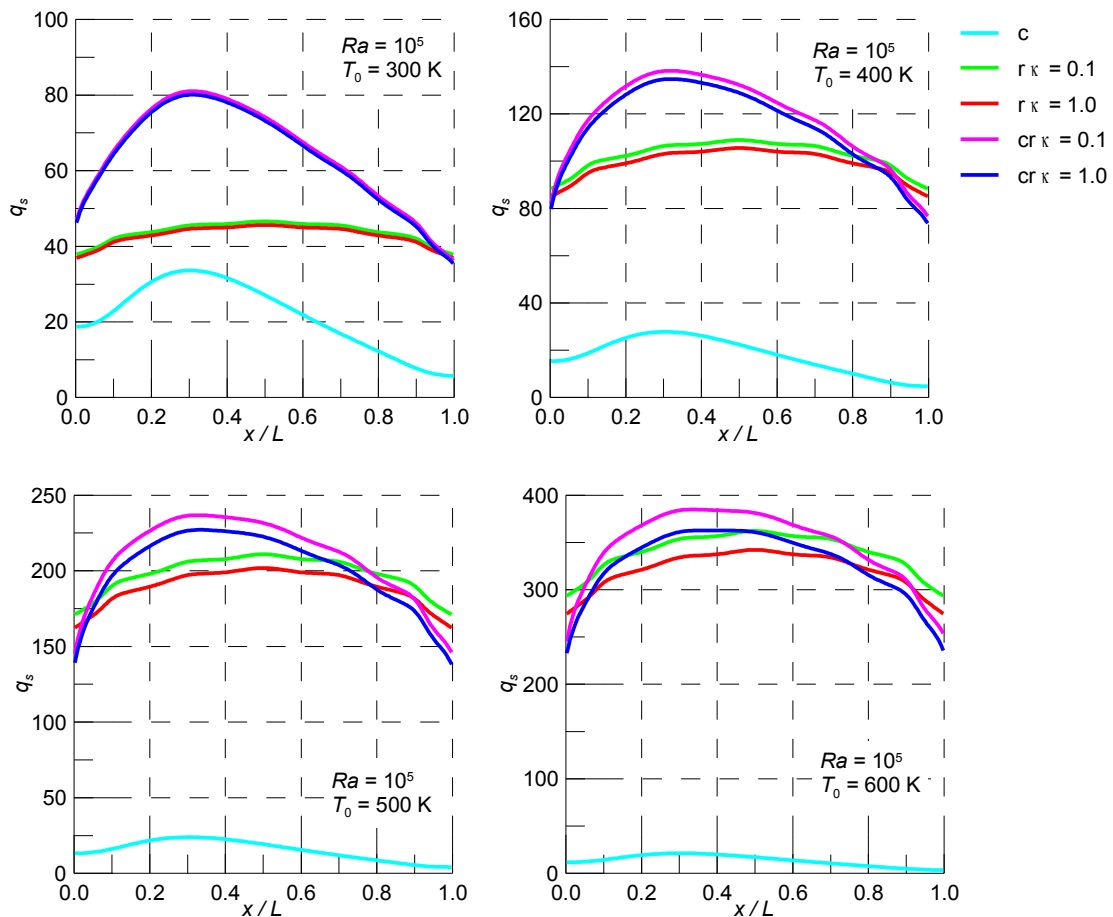 100
80
60
40
20
0
q_s
0.0 0.2 0.4 0.6 0.8 1.0
x / L
Ra = 10⁵
T₀ = 300 K
160
120
80
40
0
q_s
0.0 0.2 0.4 0.6 0.8 1.0
x / L
Ra = 10⁵
T₀ = 400 K
c
r κ = 0.1
r κ = 1.0
cr κ = 0.1
cr κ = 1.0
250
200
150
100
50
0
q_s
0.0 0.2 0.4 0.6 0.8 1.0
x / L
Ra = 10⁵
T₀ = 500 K
400
300
200
100
0
q_s
0.0 0.2 0.4 0.6 0.8 1.0
x / L
Ra = 10⁵
T₀ = 600 K